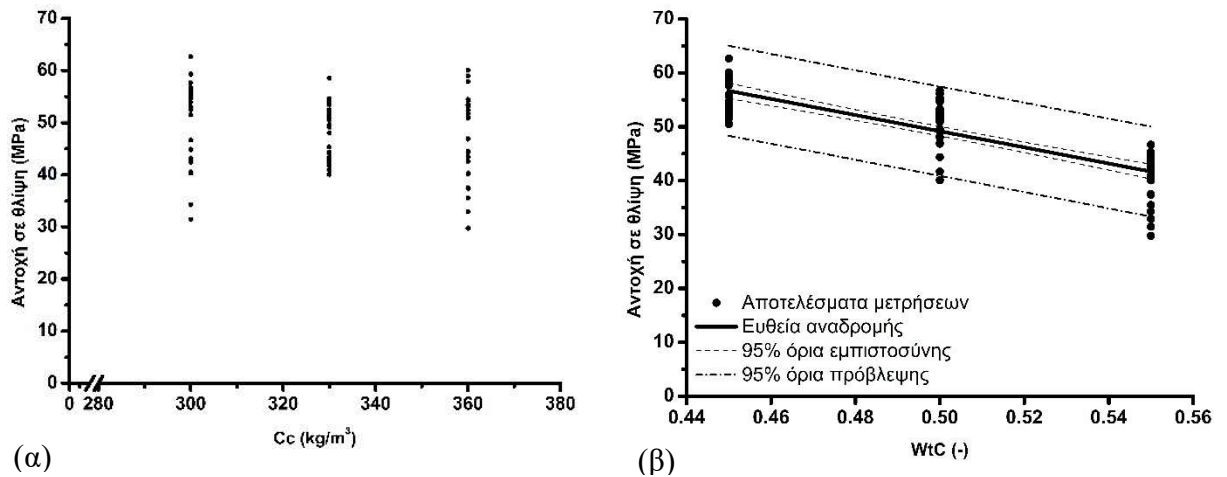 70
60
50
40
30
20
10
0
Αντοχή σε θλίψη (MPa)
0 280 300 320 340 360 380
Cc (kg/m³)
(α)
70
60
50
40
30
20
10
0
Αντοχή σε θλίψη (MPa)
Αποτελέσματα μετρήσεων
Ευθεία αναδρομής
95% όρια εμπιστοσύνης
95% όρια πρόβλεψης
0.44 0.46 0.48 0.50 0.52 0.54 0.56
WtC (-)
(β)